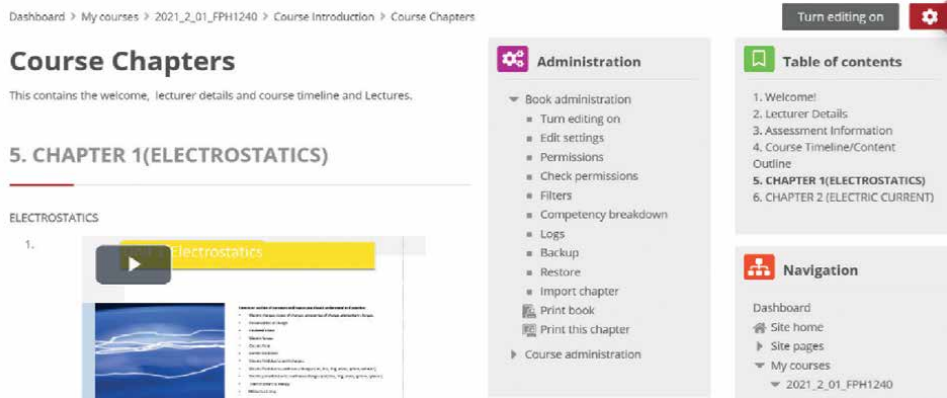 Dashboard > My courses > 2021_2_01_FPH1240 > Course Introduction > Course Chapters
Turn editing on
Course Chapters
This contains the welcome, lecturer details and course timeline and Lectures.
5. CHAPTER 1(ELECTROSTATICS)
ELECTROSTATICS
1.
Electrostatics
Administration
Book administration
Turn editing on
Edit settings
Permissions
Check permissions
Filters
Competency breakdown
Logs
Backup
Restore
Import chapter
Print book
Print this chapter
Course administration
Table of contents
1. Welcome!
2. Lecturer Details
3. Assessment Information
4. Course Timeline/Content
Outline
5. CHAPTER 1(ELECTROSTATICS)
6. CHAPTER 2 (ELECTRIC CURRENT)
Navigation
Dashboard
Site home
Site pages
My courses
2021_2_01_FPH1240